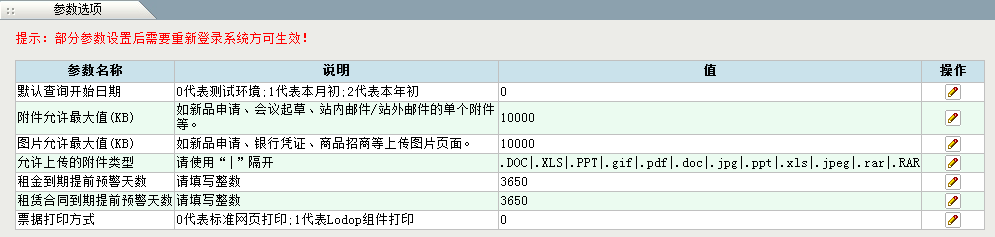 参数选项
提示：部分参数设置后需要重新登录系统方可生效!
参数名称 说明 值 操作
默认查询开始日期 0代表测试环境;1代表本月初;2代表本年初 0
附件允许最大值(KB) 如新品申请、会议起草、站内邮件/站外邮件的单个附件等。 10000
图片允许最大值(KB) 如新品申请、银行凭证、商品招商等上传图片页面。 10000
允许上传的附件类型 请使用“|”隔开 .DOC|.XLS|.PPT|.gif|.pdf|.doc|.jpg|.ppt|.xls|.jpeg|.rar|.RAR
租金到期提前预警天数 请填写整数 3650
租赁合同到期提前预警天数 请填写整数 3650
票据打印方式 0代表标准网页打印;1代表Lodop组件打印 0